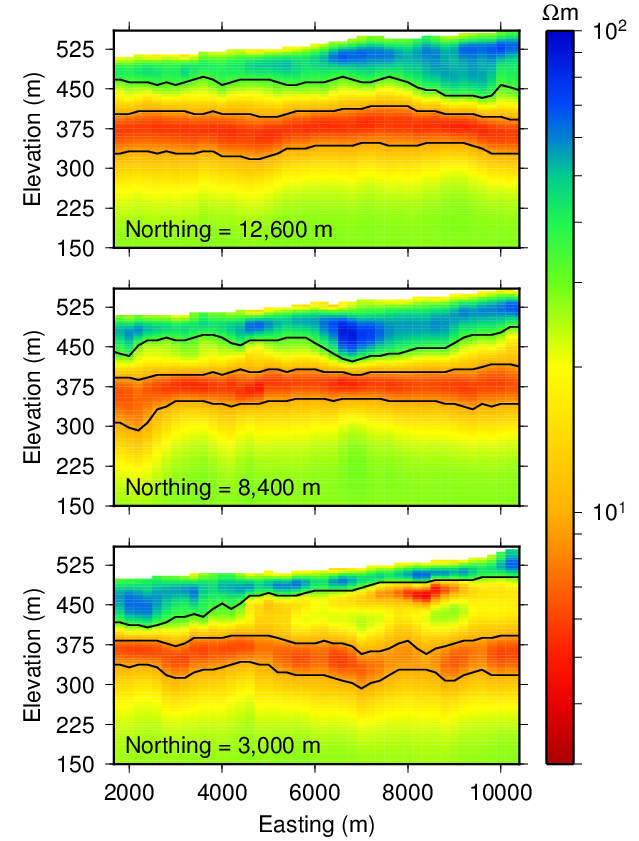 Ωm
10²
525
450
375
300
225
150
Elevation (m)
Northing = 12,600 m
525
450
375
300
225
150
Elevation (m)
Northing = 8,400 m
10¹
525
450
375
300
225
150
Elevation (m)
Northing = 3,000 m
2000 4000 6000 8000 10000
Easting (m)